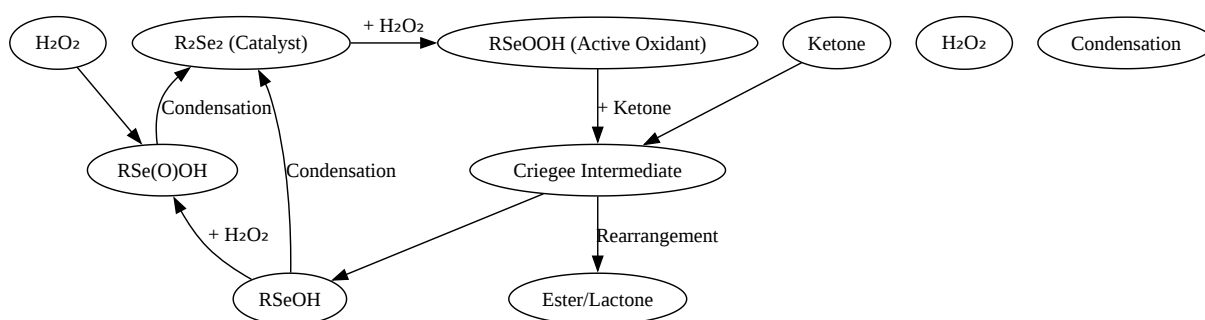 + H₂O₂
H₂O₂
R₂Se₂ (Catalyst)
RSeOOH (Active Oxidant)
Ketone
H₂O₂
Condensation
Condensation
+ Ketone
RSe(O)OH
Condensation
Criegee Intermediate
+ H₂O₂
Rearrangement
RSeOH
Ester/Lactone